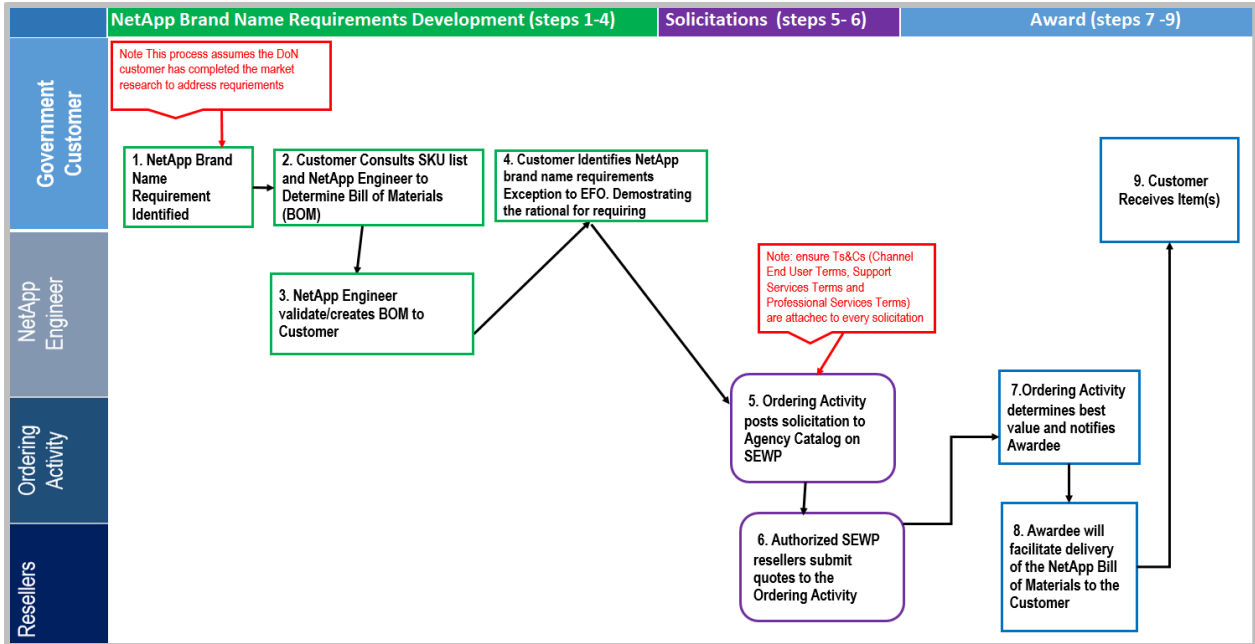 NetApp Brand Name Requirements Development (steps 1-4)
Solicitations (steps 5- 6)
Award (steps 7 -9)
Government
Customer
Note This process assumes the DoN
customer has completed the market
research to address requriements
1. NetApp Brand
Name
Requirement
Identified
2. Customer Consults SKU list
and NetApp Engineer to
Determine Bill of Materials
(BOM)
4. Customer Identifies NetApp
brand name requirements
Exception to EFO. Demostrating
the rational for requiring
9. Customer
Receives Item(s)
NetApp
Engineer
3. NetApp Engineer
validate/creates BOM to
Customer
Note: ensure Ts&Cs (Channel
End User Terms, Support
Services Terms and
Professional Services Terms)
are attachec to every solicitation
Ordering
Activity
5. Ordering Activity
posts solicitation to
Agency Catalog on
SEWP
7.Ordering Activity
determines best
value and notifies
Awardee
Resellers
6. Authorized SEWP
resellers submit
quotes to the
Ordering Activity
8. Awardee will
facilitate delivery
of the NetApp Bill
of Materials to the
Customer